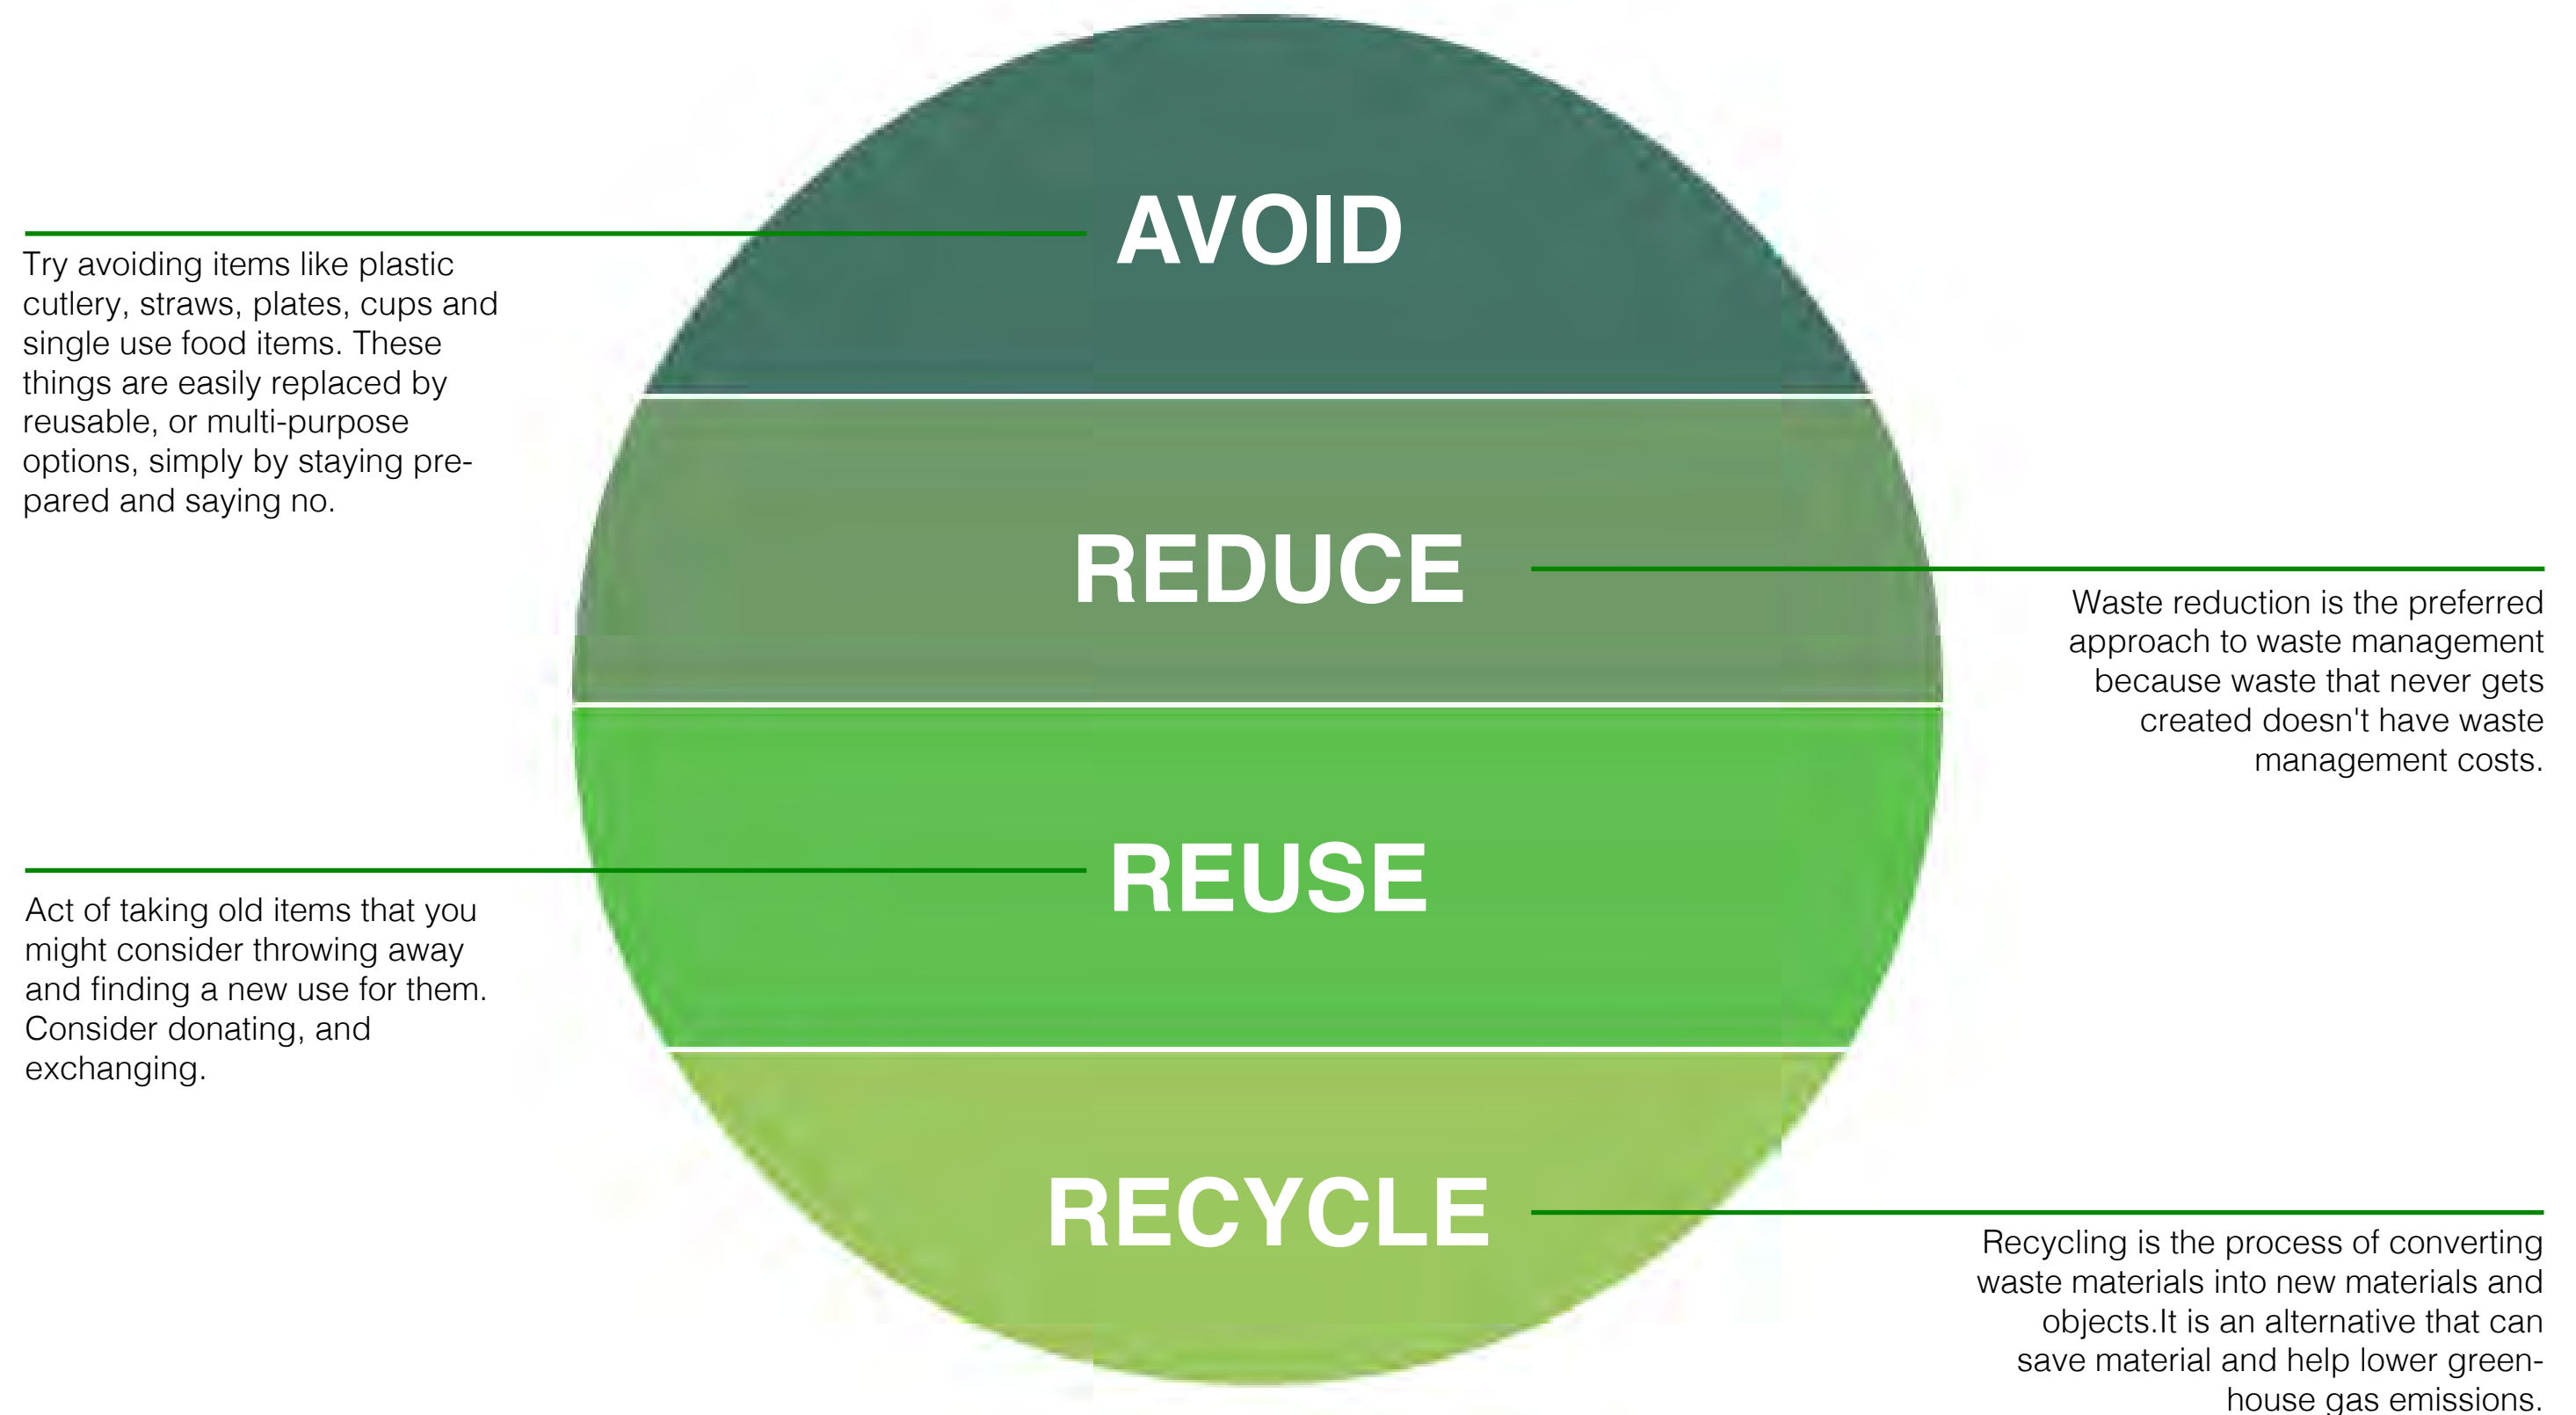 AVOID
Try avoiding items like plastic
cutlery, straws, plates, cups and
single use food items. These
things are easily replaced by
reusable, or multi-purpose
options, simply by staying pre-
pared and saying no.
REDUCE
Waste reduction is the preferred
approach to waste management
because waste that never gets
created doesn't have waste
management costs.
REUSE
Act of taking old items that you
might consider throwing away
and finding a new use for them.
Consider donating, and
exchanging.
RECYCLE
Recycling is the process of converting
waste materials into new materials and
objects.It is an alternative that can
save material and help lower green-
house gas emissions.